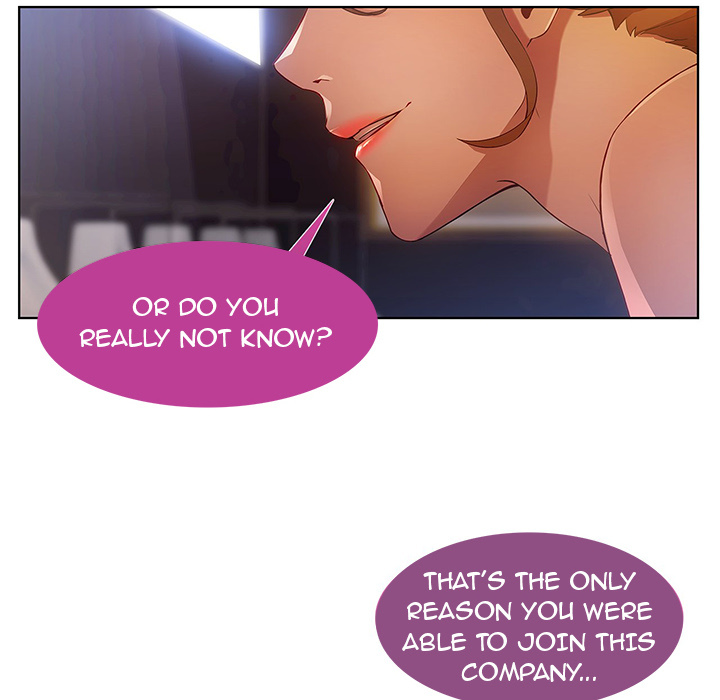 OR DO YOU
REALLY NOT KNOW?
THAT'S THE ONLY
REASON YOU WERE
ABLE TO JOIN THIS
COMPANY...